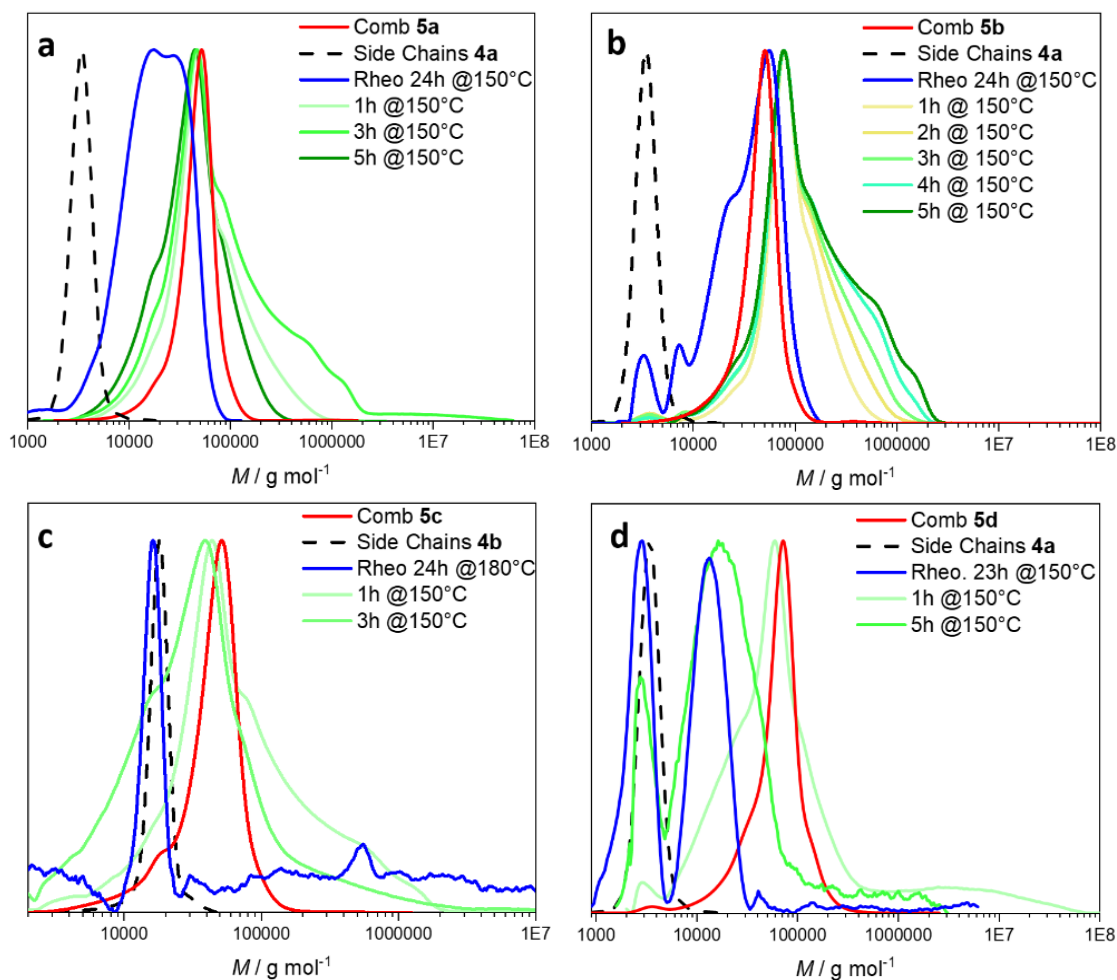 a
Comb 5a
Side Chains 4a
Rheo 24h @150°C
1h @150°C
3h @150°C
5h @150°C
1000 10000 100000 1000000 1E7 1E8
M / g mol-1
b
Comb 5b
Side Chains 4a
Rheo 24h @150°C
1h @ 150°C
2h @ 150°C
3h @ 150°C
4h @ 150°C
5h @ 150°C
1000 10000 100000 1000000 1E7 1E8
M / g mol-1
c
Comb 5c
Side Chains 4b
Rheo 24h @180°C
1h @150°C
3h @150°C
10000 100000 1000000 1E7
M / g mol-1
d
Comb 5d
Side Chains 4a
Rheo. 23h @150°C
1h @150°C
5h @150°C
1000 10000 100000 1000000 1E7 1E8
M / g mol-1